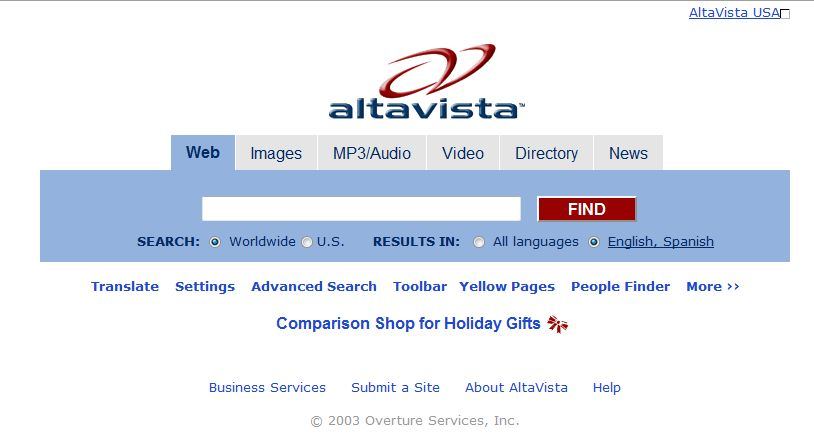 AltaVista USA
altavista™
Web Images MP3/Audio Video Directory News
FIND
SEARCH: Worldwide U.S. RESULTS IN: All languages English, Spanish
Translate Settings Advanced Search Toolbar Yellow Pages People Finder More >>
Comparison Shop for Holiday Gifts
Business Services Submit a Site About AltaVista Help
© 2003 Overture Services, Inc.